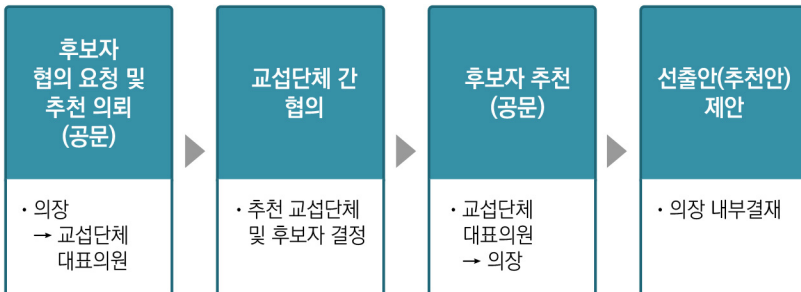 후보자
협의 요청 및
추천 의뢰
(공문)
· 의장
→ 교섭단체
대표의원
교섭단체 간
협의
· 추천 교섭단체
및 후보자 결정
후보자 추천
(공문)
· 교섭단체
대표의원
→ 의장
선출안(추천안)
제안
· 의장 내부결재